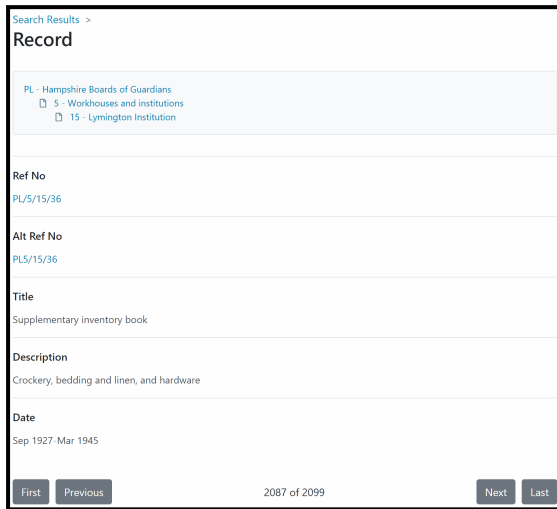 Search Results >
Record
PL - Hampshire Boards of Guardians
5 - Workhouses and institutions
15 - Lymington Institution
Ref No
PL/5/15/36
Alt Ref No
PL5/15/36
Title
Supplementary inventory book
Description
Crockery, bedding and linen, and hardware
Date
Sep 1927-Mar 1945
First Previous 2087 of 2099 Next Last